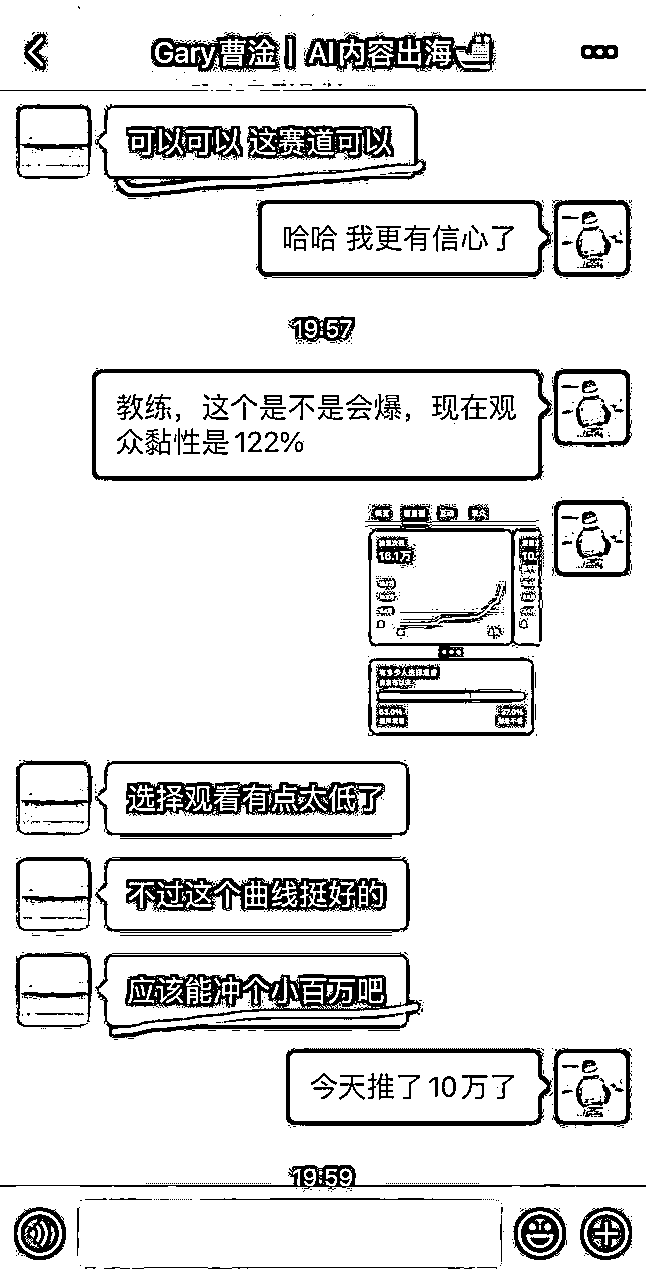 Gary曹淦 | AI内容出海
可以可以 这赛道可以
哈哈 我更有信心了
19:57
教练，这个是不是会爆，现在观
众黏性是122%
16.1万
选择观看有点太低了
不过这个曲线挺好的
应该能冲个小百万吧
今天推了10万了
19:59